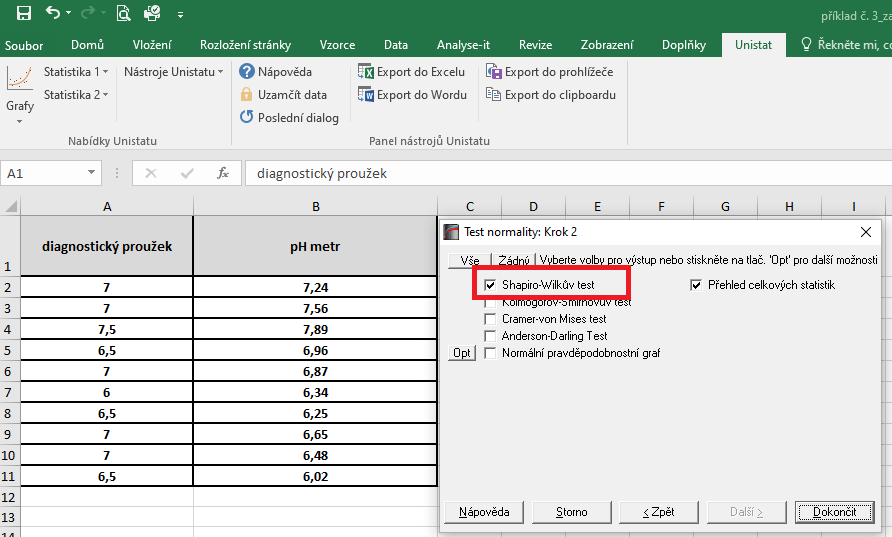 příklad č. 3_za
Soubor Domů Vložení Rozložení stránky Vzorce Data Analyse-it Revize Zobrazení Doplňky Unistat Řekněte mi, co
Grafy
Statistika 1
Statistika 2
Nástroje Unistatu
Nabídky Unistatu
Nápověda
Uzamčít data
Poslední dialog
Export do Excelu
Export do Wordu
Export do prohlížeče
Export do clipboardu
Panel nástrojů Unistatu
A1 fx diagnostický proužek
A B C D E F G H I
1 diagnostický proužek pH metr
2 7 7,24
3 7 7,56
4 7,5 7,89
5 6,5 6,96
6 7 6,87
7 6 6,34
8 6,5 6,25
9 7 6,65
10 7 6,48
11 6,5 6,02
12
13
14
Test normality: Krok 2
Vše Žádný Vyberte volby pro výstup nebo stiskněte na tlač. 'Opt' pro další možnosti
Shapiro-Wilkův test Přehled celkových statistik
Kolmogorov-Smirnovův test
Cramer-von Mises test
Anderson-Darling Test
Opt Normální pravděpodobnostní graf
Nápověda Storno < Zpět Další > Dokončit